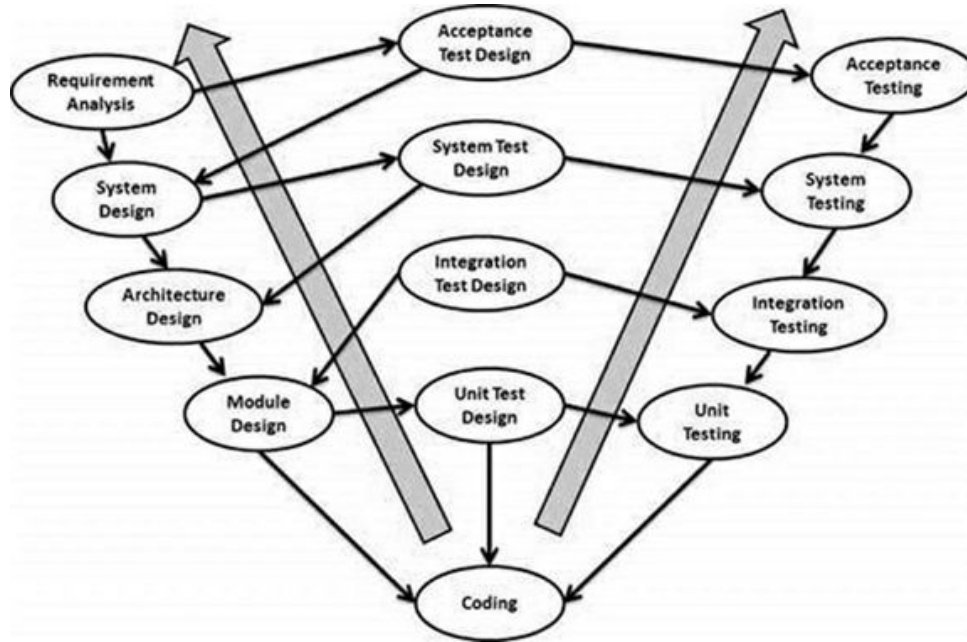 Acceptance
Test Design
Requirement
Analysis
Acceptance
Testing
System Test
Design
System
Design
System
Testing
Integration
Test Design
Architecture
Design
Integration
Testing
Module
Design
Unit Test
Design
Unit
Testing
Coding